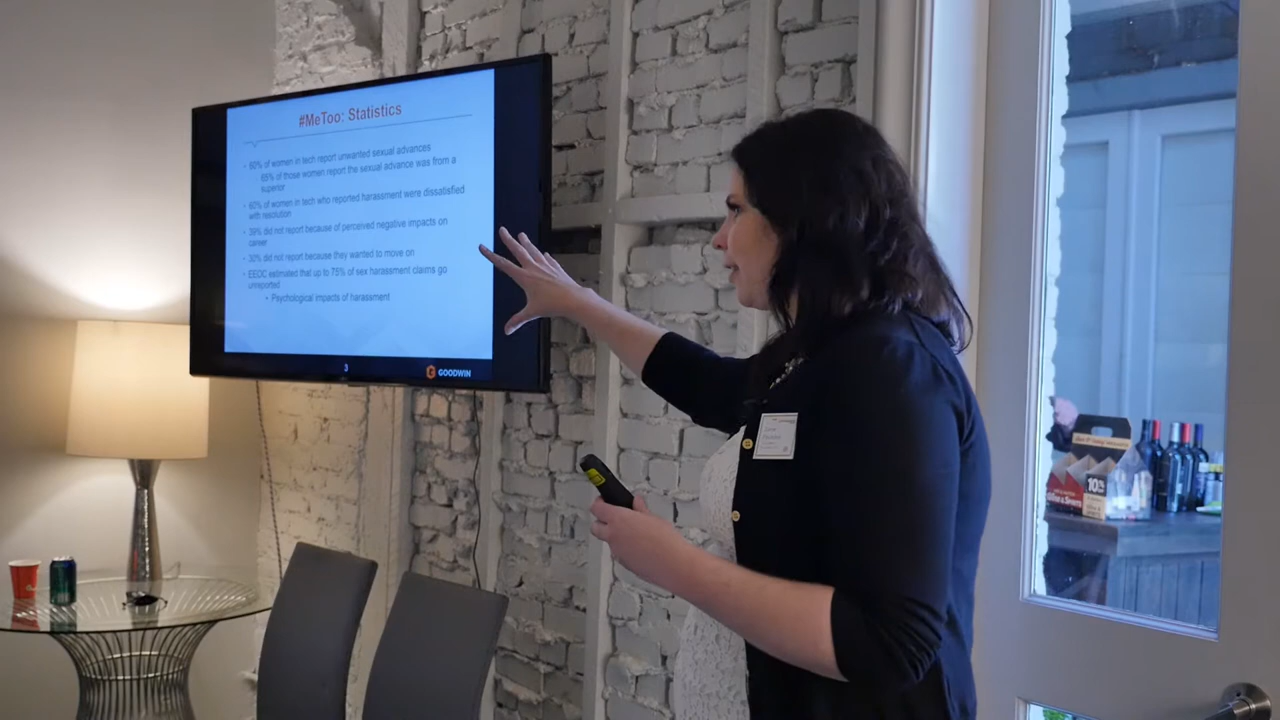 #MeToo: Statistics
60% of women in tech report unwanted sexual advances
65% of those women report the sexual advance was from a
superior
60% of women in tech who reported harassment were dissatisfied
with resolution
39% did not report because of perceived negative impacts on
career
30% did not report because they wanted to move on
EEOC estimated that up to 75% of sex harassment claims go
unreported
• Psychological impacts of harassment
3
GOODWIN
10%